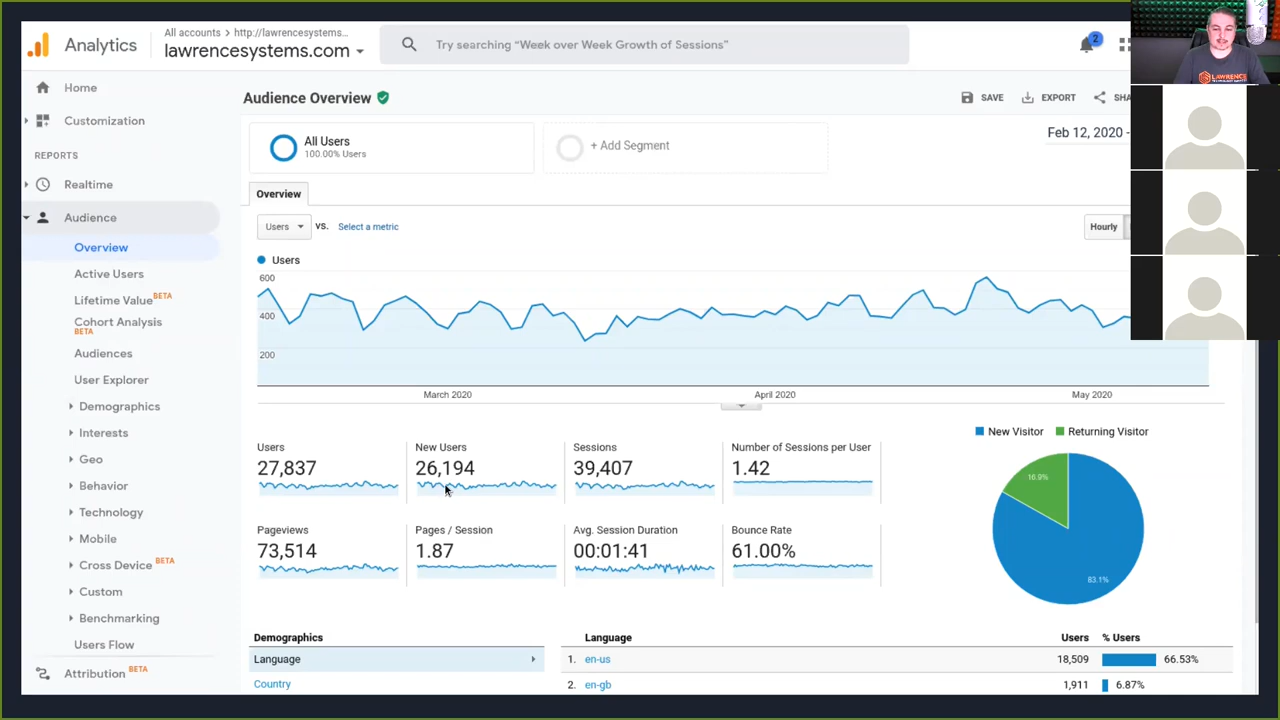 Analytics
All accounts > http://lawrencesystems...
lawrencesystems.com
Try searching “Week over Week Growth of Sessions”
2
LAWRENCE
Home
Customization
REPORTS
Realtime
Audience
Overview
Active Users
Lifetime Value BETA
Cohort Analysis
BETA
Audiences
User Explorer
Demographics
Interests
Geo
Behavior
Technology
Mobile
Cross Device BETA
Custom
Benchmarking
Users Flow
Attribution BETA
Audience Overview
SAVE EXPORT SHA
All Users
100.00% Users
+ Add Segment
Feb 12, 2020 -
Overview
Users VS. Select a metric
Hourly
Users
600
400
200
March 2020 April 2020 May 2020
New Visitor Returning Visitor
16.9%
83.1%
Users New Users Sessions Number of Sessions per User
27,837 26,194 39,407 1.42
Pageviews Pages / Session Avg. Session Duration Bounce Rate
73,514 1.87 00:01:41 61.00%
Demographics Language Users % Users
Language 1. en-us 18,509 66.53%
Country 2. en-gb 1,911 6.87%